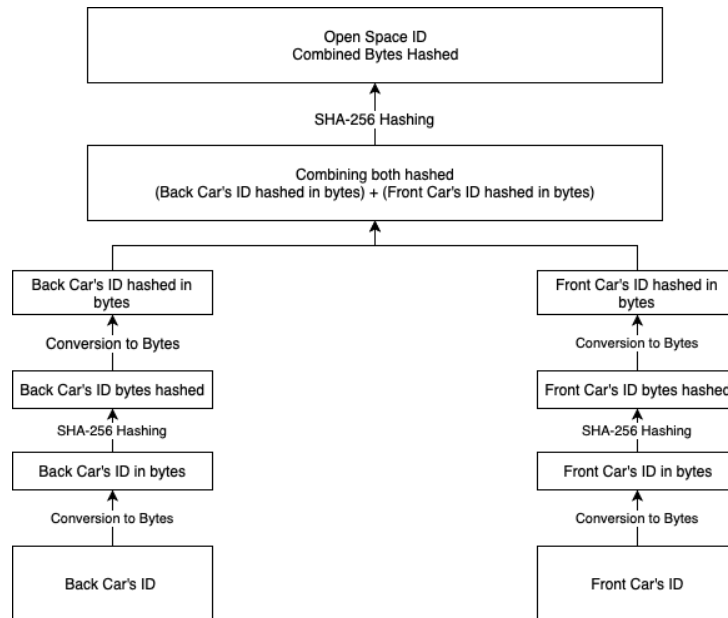 Open Space ID
Combined Bytes Hashed
SHA-256 Hashing
Combining both hashed
(Back Car's ID hashed in bytes) + (Front Car's ID hashed in bytes)
Back Car's ID hashed in
bytes
Front Car's ID hashed in
bytes
Conversion to Bytes
Conversion to Bytes
Back Car's ID bytes hashed
Front Car's ID bytes hashed
SHA-256 Hashing
SHA-256 Hashing
Back Car's ID in bytes
Front Car's ID in bytes
Conversion to Bytes
Conversion to Bytes
Back Car's ID
Front Car's ID